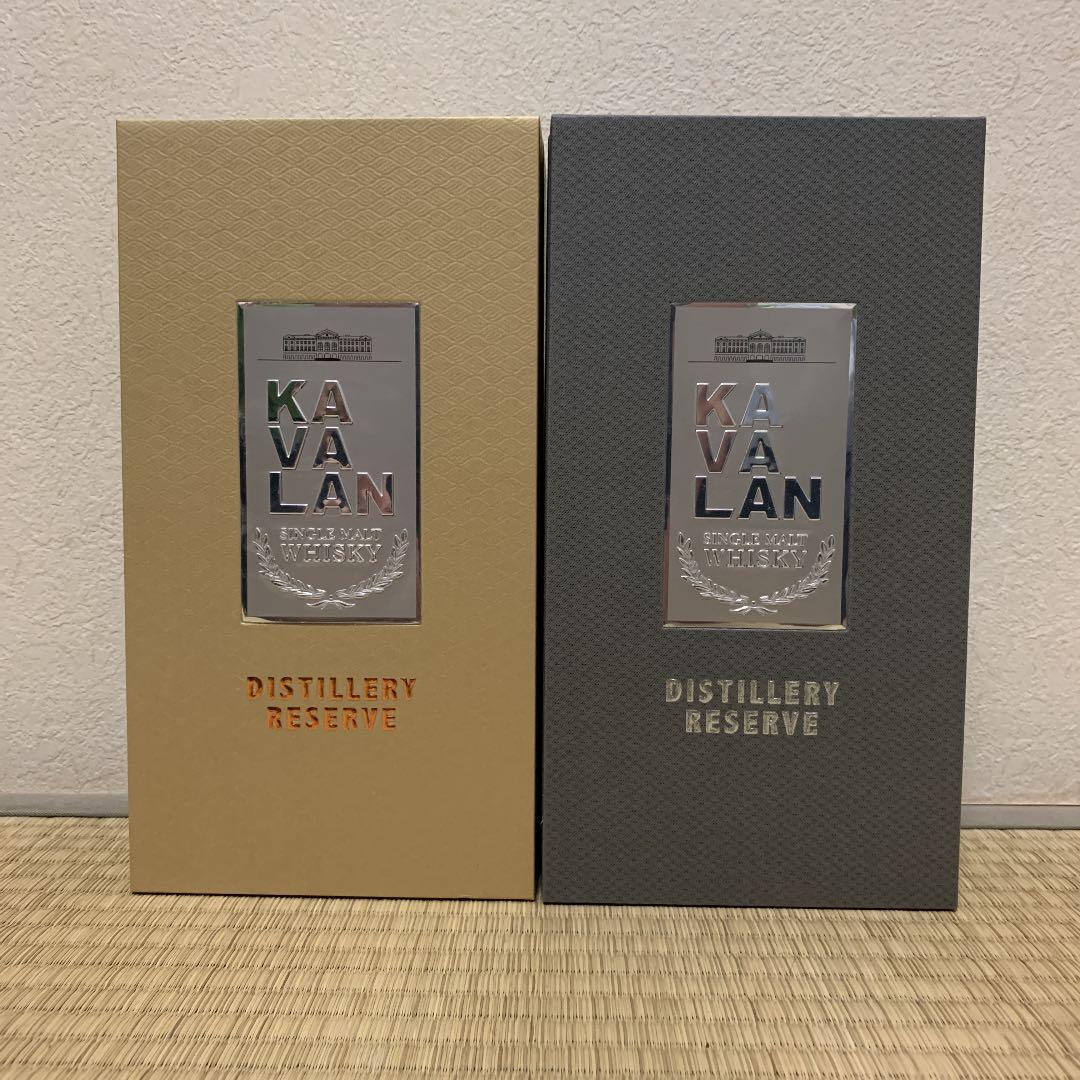 KA
VA
LAN
SINGLE MALT
WHISKY
DISTILLERY
RESERVE
KA
VA
LAN
SINGLE MALT
WHISKY
DISTILLERY
RESERVE